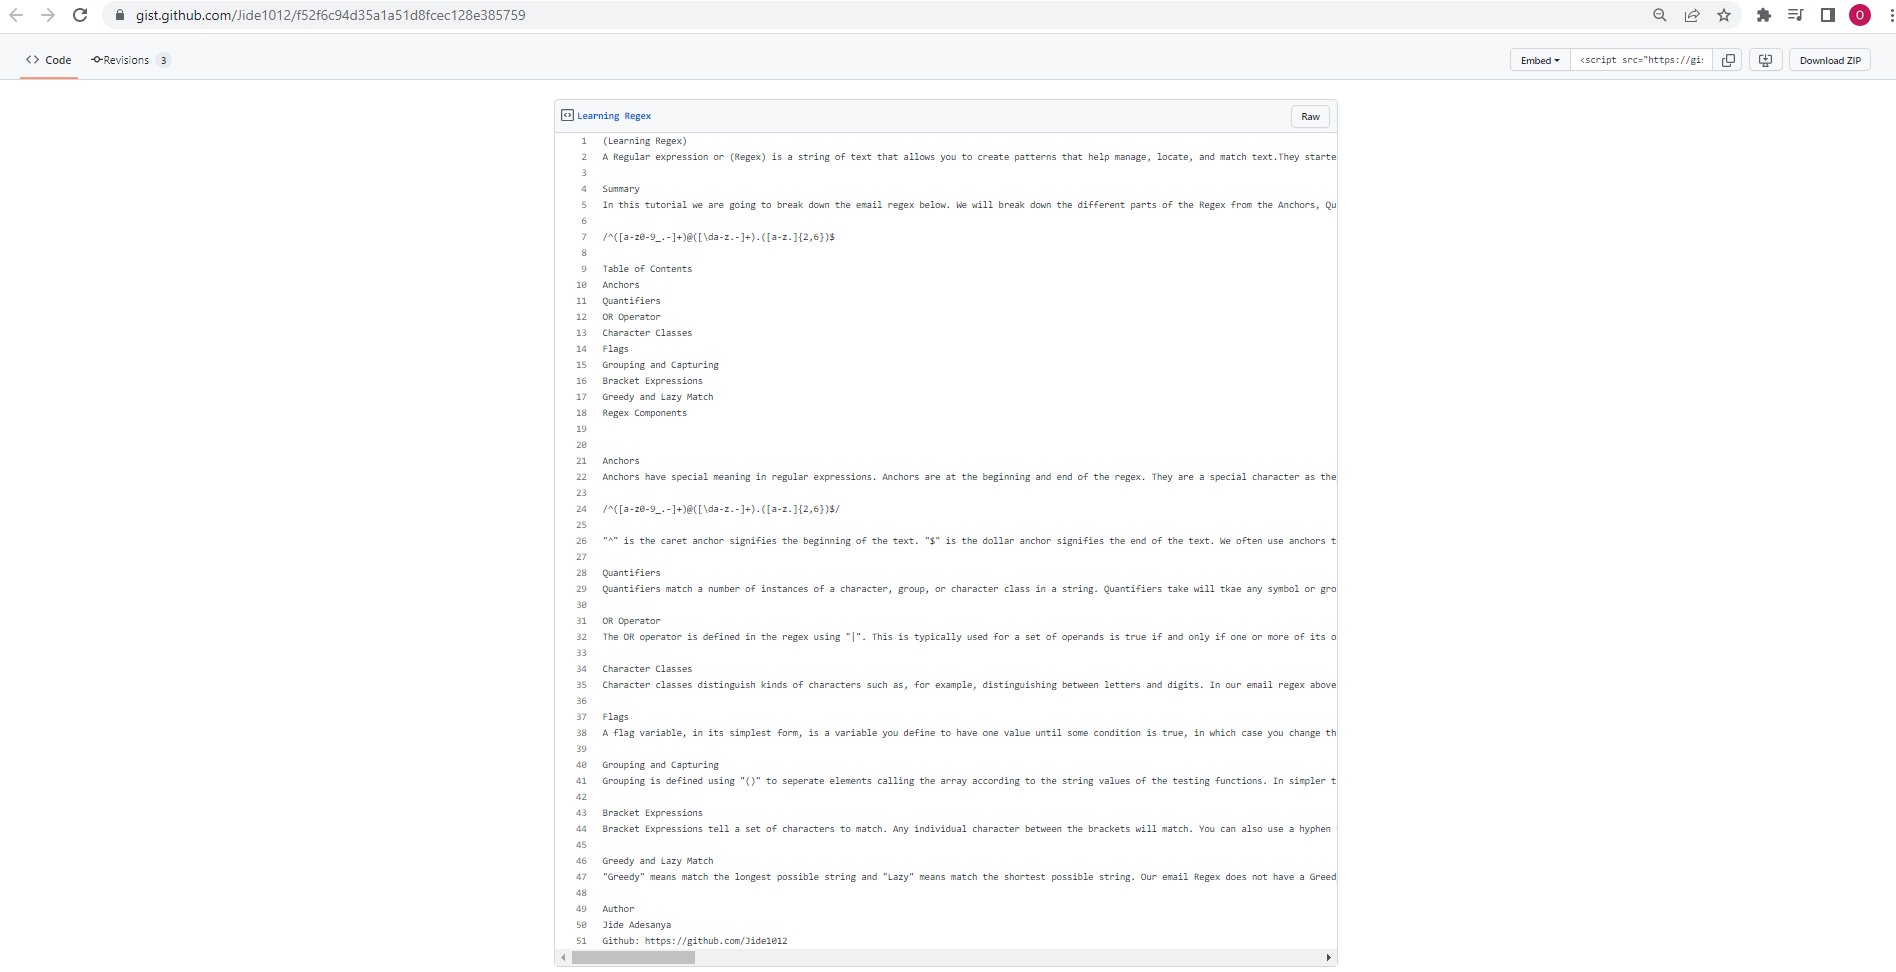 gist.github.com/Jide1012/f52f6c94d35a1a51d8fcec128e385759
O
Code
Revisions 3
Embed
<script src="https://gi:
Download ZIP
Learning Regex
Raw
1 (Learning Regex)
2 A Regular expression or (Regex) is a string of text that allows you to create patterns that help manage, locate, and match text.They starte
3
4 Summary
5 In this tutorial we are going to break down the email regex below. We will break down the different parts of the Regex from the Anchors, Qu
6
7 /^([a-z0-9_.-]+)@([\da-z.-]+).([a-z.]{2,6})$
8
9 Table of Contents
10 Anchors
11 Quantifiers
12 OR Operator
13 Character Classes
14 Flags
15 Grouping and Capturing
16 Bracket Expressions
17 Greedy and Lazy Match
18 Regex Components
19
20
21 Anchors
22 Anchors have special meaning in regular expressions. Anchors are at the beginning and end of the regex. They are a special character as the
23
24 /^([a-z0-9_.-]+)@([\da-z.-]+).([a-z.]{2,6})$/
25
26 "^" is the caret anchor signifies the beginning of the text. "$" is the dollar anchor signifies the end of the text. We often use anchors t
27
28 Quantifiers
29 Quantifiers match a number of instances of a character, group, or character class in a string. Quantifiers take will tkae any symbol or gro
30
31 OR Operator
32 The OR operator is defined in the regex using "|". This is typically used for a set of operands is true if and only if one or more of its o
33
34 Character Classes
35 Character classes distinguish kinds of characters such as, for example, distinguishing between letters and digits. In our email regex above
36
37 Flags
38 A flag variable, in its simplest form, is a variable you define to have one value until some condition is true, in which case you change th
39
40 Grouping and Capturing
41 Grouping is defined using "()" to seperate elements calling the array according to the string values of the testing functions. In simpler t
42
43 Bracket Expressions
44 Bracket Expressions tell a set of characters to match. Any individual character between the brackets will match. You can also use a hyphen
45
46 Greedy and Lazy Match
47 "Greedy" means match the longest possible string and "Lazy" means match the shortest possible string. Our email Regex does not have a Greed
48
49 Author
50 Jide Adesanya
51 Github: https://github.com/Jide1012